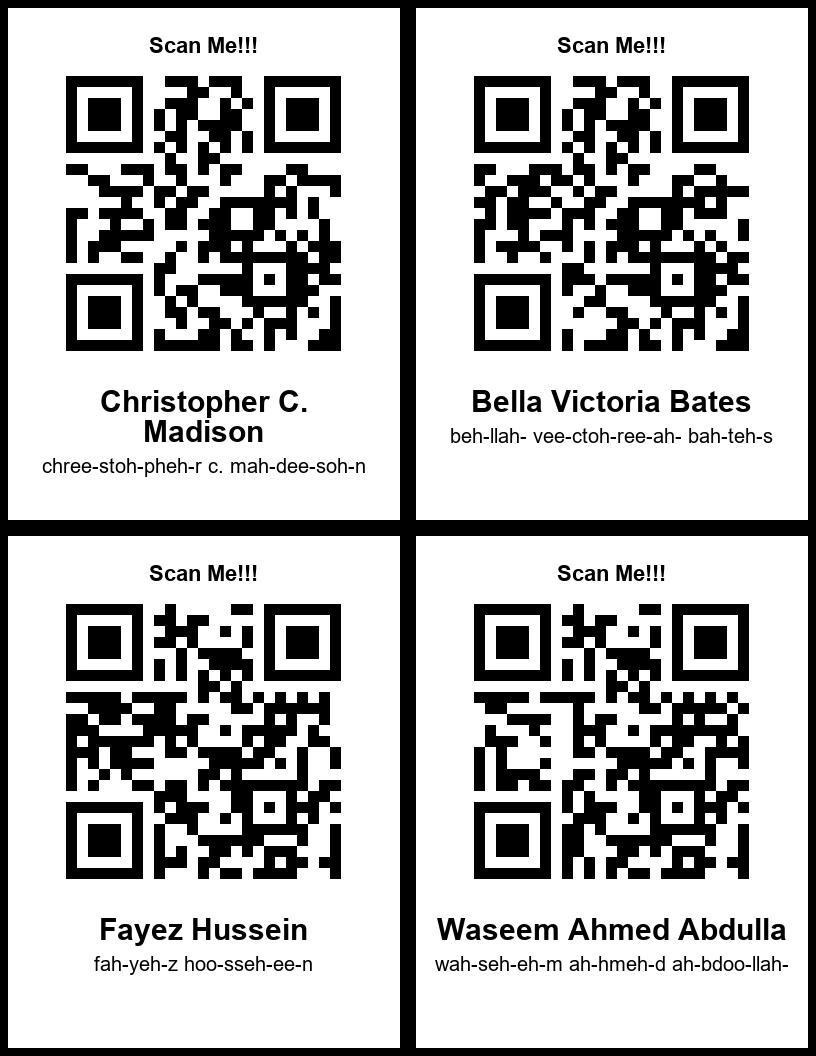 Scan Me!!!
Christopher C.
Madison
chree-stoh-pheh-r c. mah-dee-soh-n
Scan Me!!!
Bella Victoria Bates
beh-llah- vee-ctoh-ree-ah- bah-teh-s
Scan Me!!!
Fayez Hussein
fah-yeh-z hoo-sseh-ee-n
Scan Me!!!
Waseem Ahmed Abdulla
wah-seh-eh-m ah-hmeh-d ah-bdoo-llah-